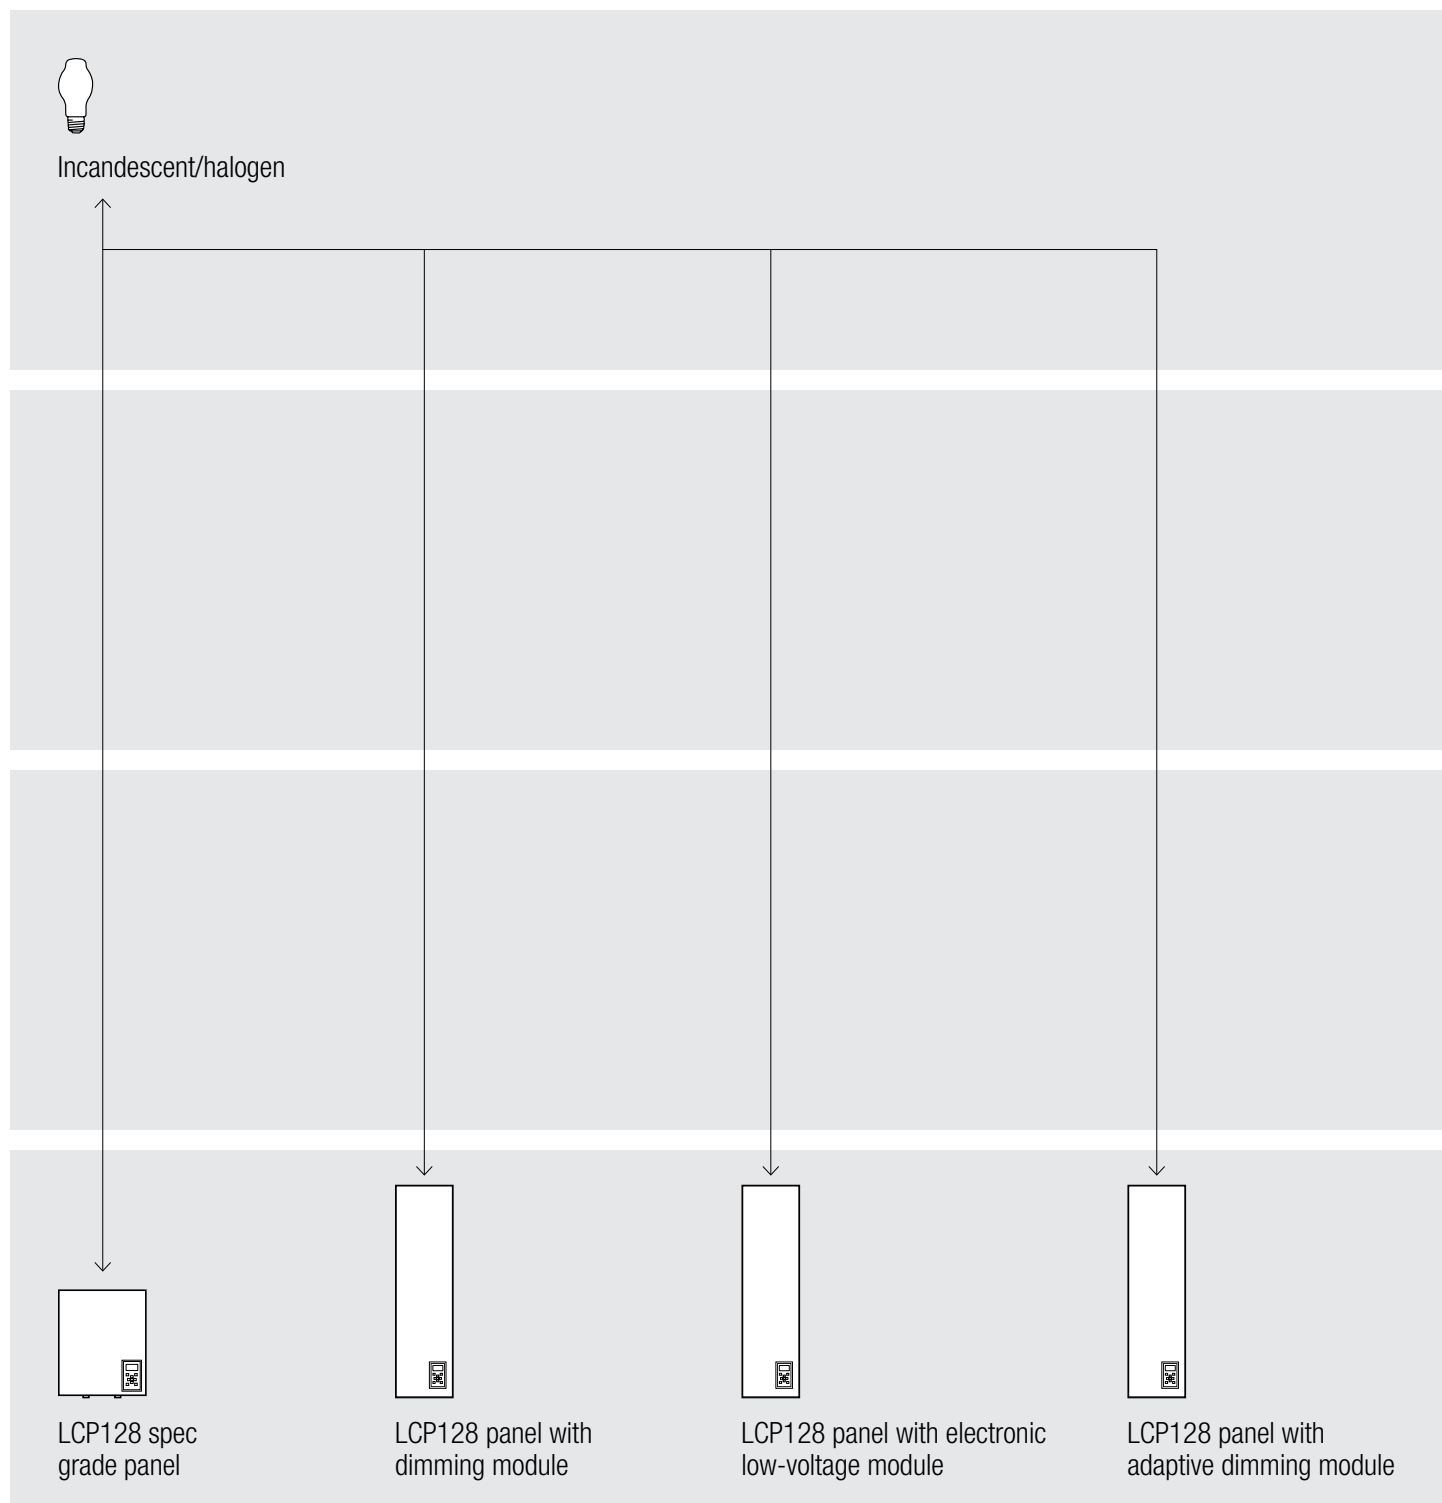 Incandescent/halogen
LCP128 spec
grade panel
LCP128 panel with
dimming module
LCP128 panel with electronic
low-voltage module
LCP128 panel with
adaptive dimming module